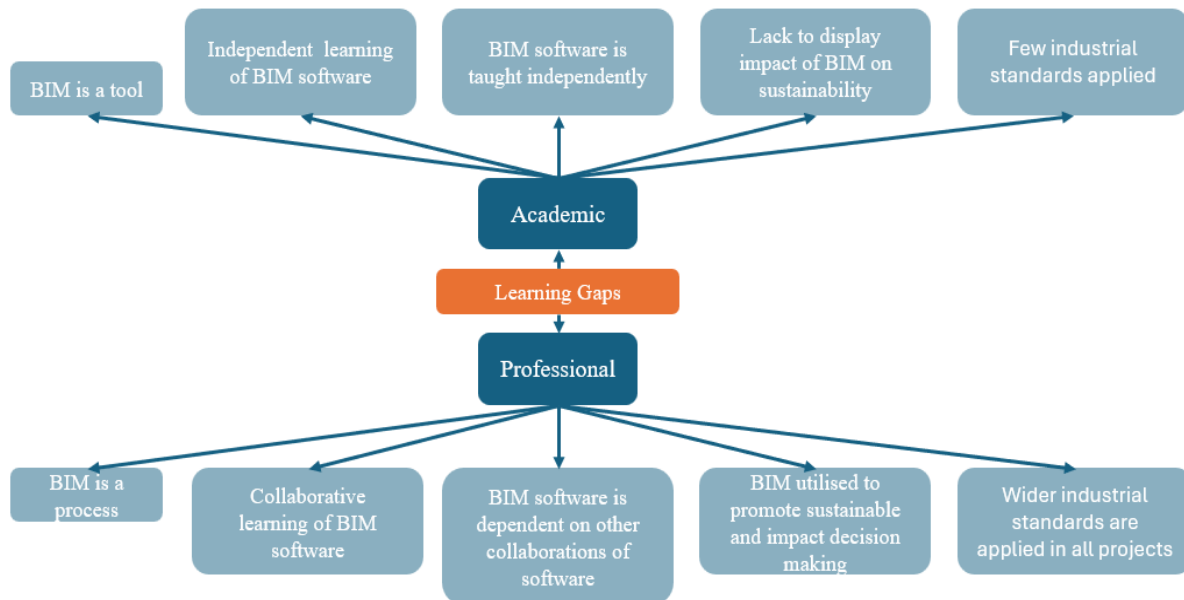 BIM is a tool
Independent learning
of BIM software
BIM software is
taught independently
Lack to display
impact of BIM on
sustainability
Few industrial
standards applied
Academic
Learning Gaps
Professional
BIM is a
process
Collaborative
learning of BIM
software
BIM software is
dependent on other
collaborations of
software
BIM utilised to
promote sustainable
and impact decision
making
Wider industrial
standards are
applied in all projects